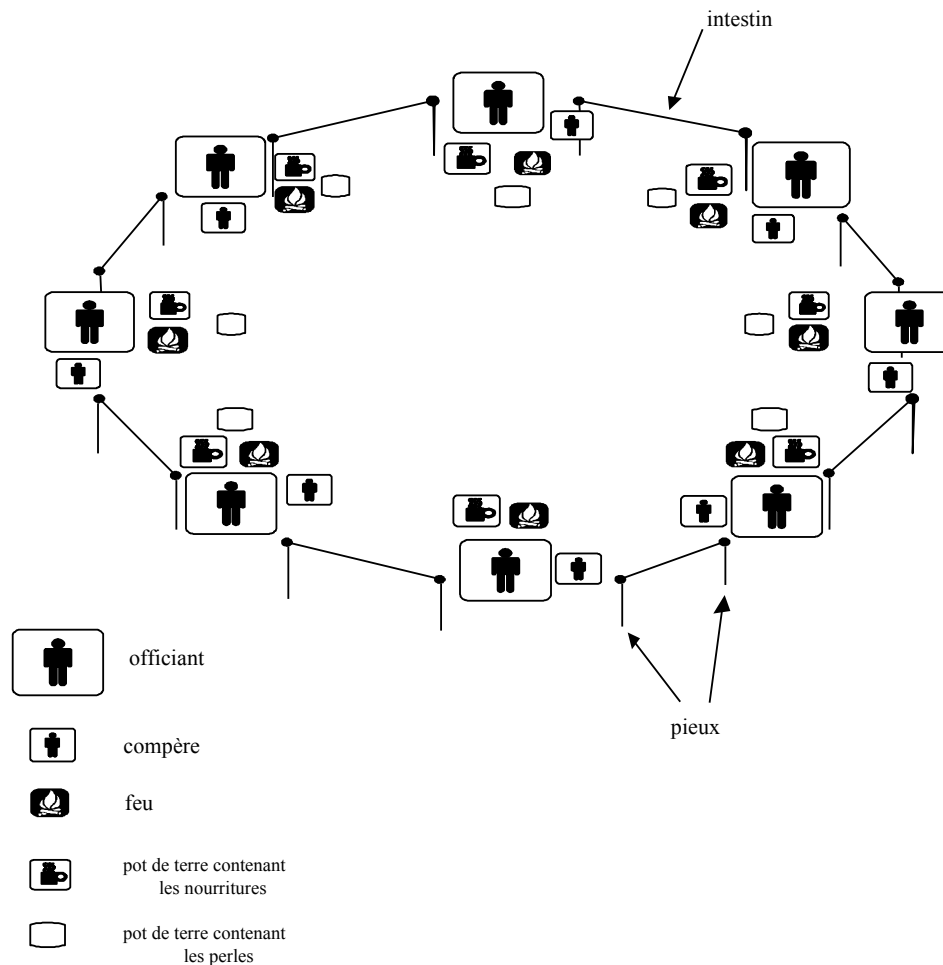 intestin
officiant
pieux
compère
feu
pot de terre contenant
les nourritures
pot de terre contenant
les perles